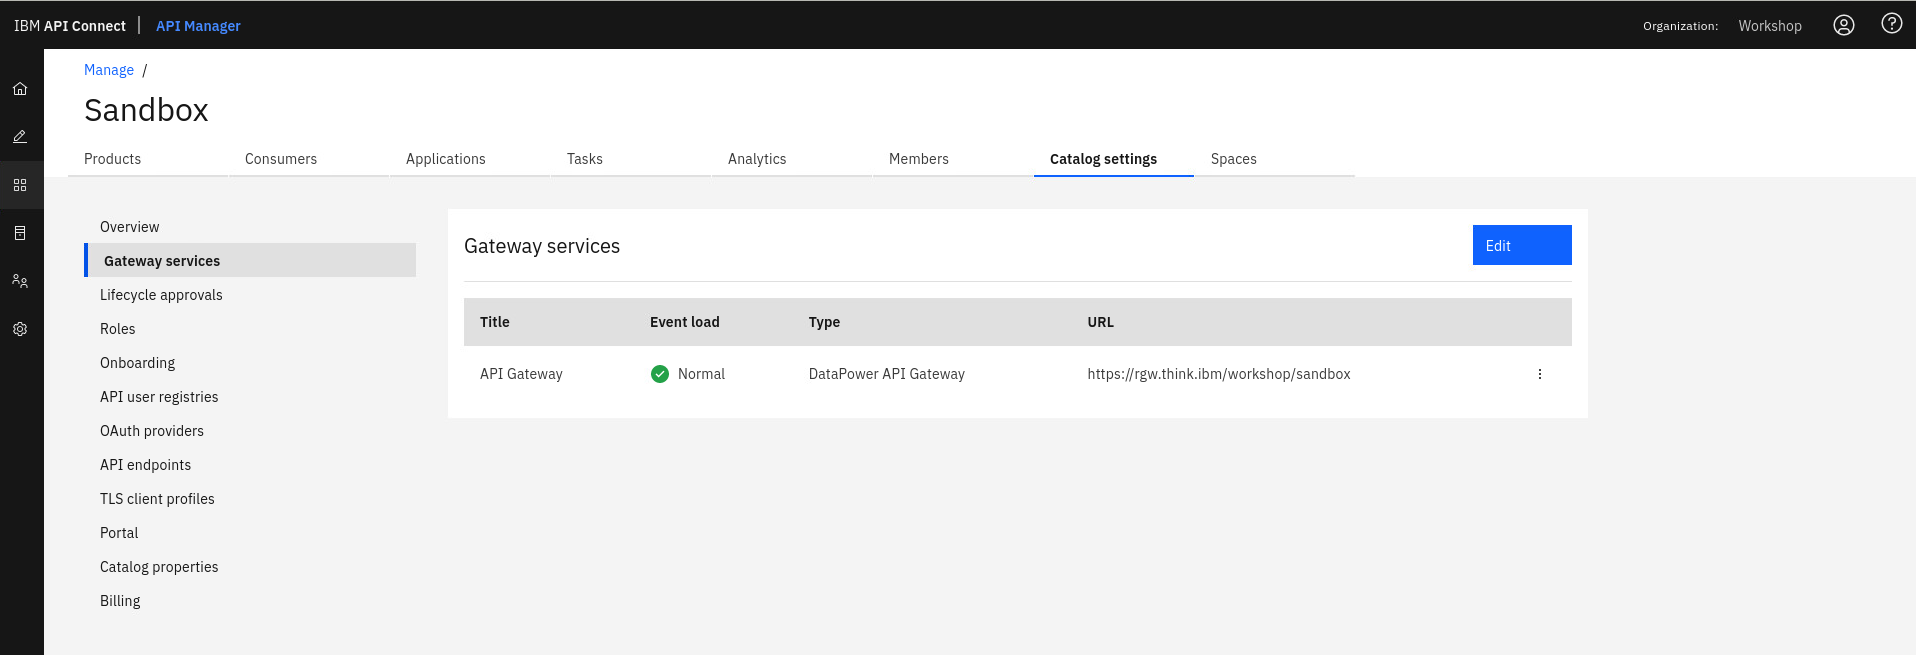 IBM API Connect | API Manager
Organization: Workshop
Manage /
Sandbox
Products Consumers Applications Tasks Analytics Members Catalog settings Spaces
Overview
Gateway services
Lifecycle approvals
Roles
Onboarding
API user registries
OAuth providers
API endpoints
TLS client profiles
Portal
Catalog properties
Billing
Gateway services
Edit
Title Event load Type URL
API Gateway Normal DataPower API Gateway https://rgw.think.ibm/workshop/sandbox